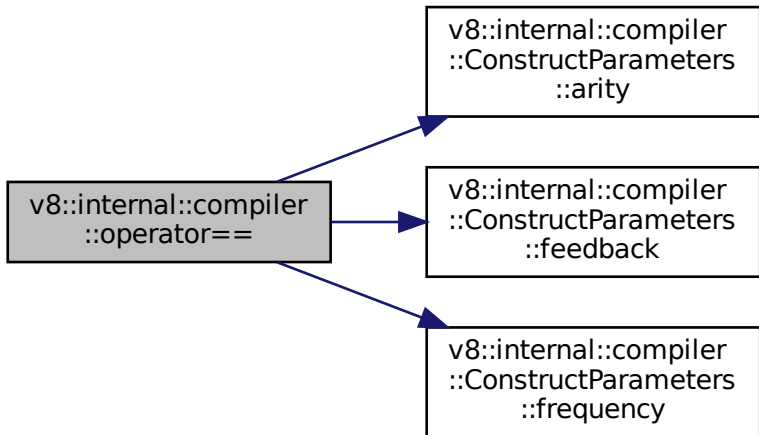 v8::internal::compiler
::operator==
v8::internal::compiler
::ConstructParameters
::arity
v8::internal::compiler
::ConstructParameters
::feedback
v8::internal::compiler
::ConstructParameters
::frequency